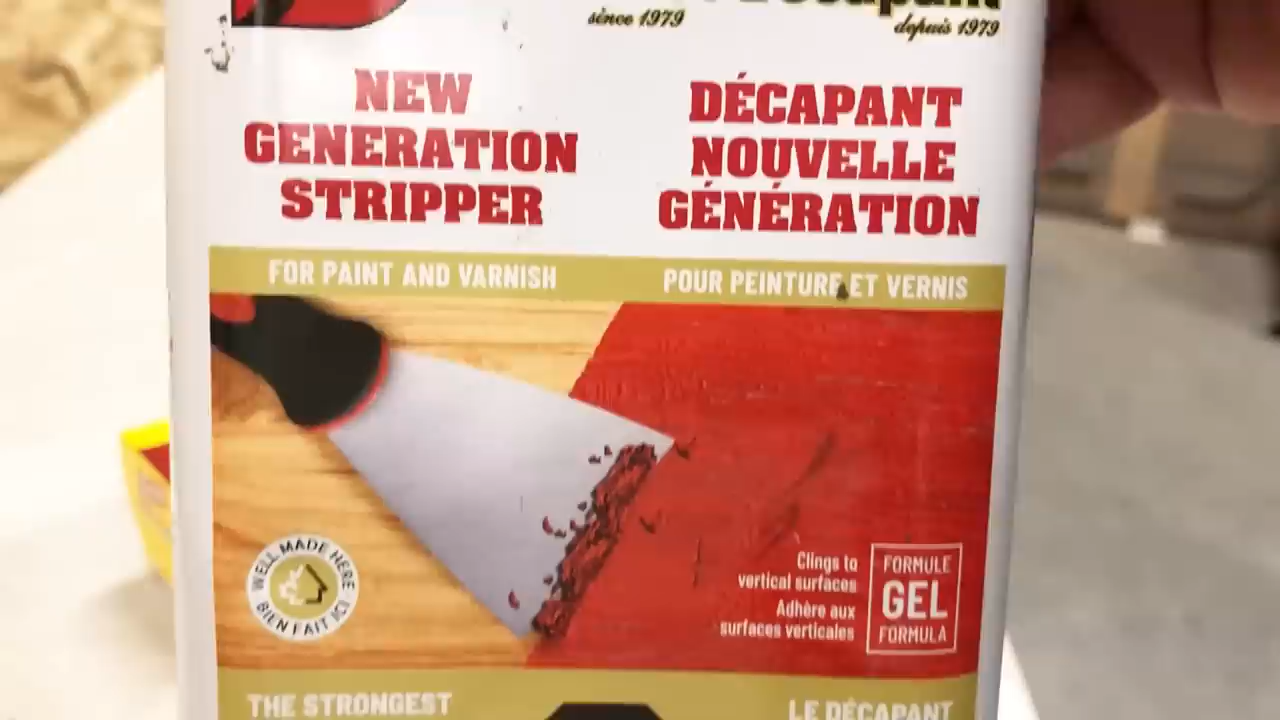 since 1979
Décapant
depuis 1979
NEW
GENERATION
STRIPPER
DÉCAPANT
NOUVELLE
GÉNÉRATION
FOR PAINT AND VARNISH
POUR PEINTURE ET VERNIS
WELL MADE HERE
BIEN FAIT ICI
Clings to
vertical surfaces
Adhère aux
surfaces verticales
FORMULE
GEL
FORMULA
THE STRONGEST
LE DÉCAPANT